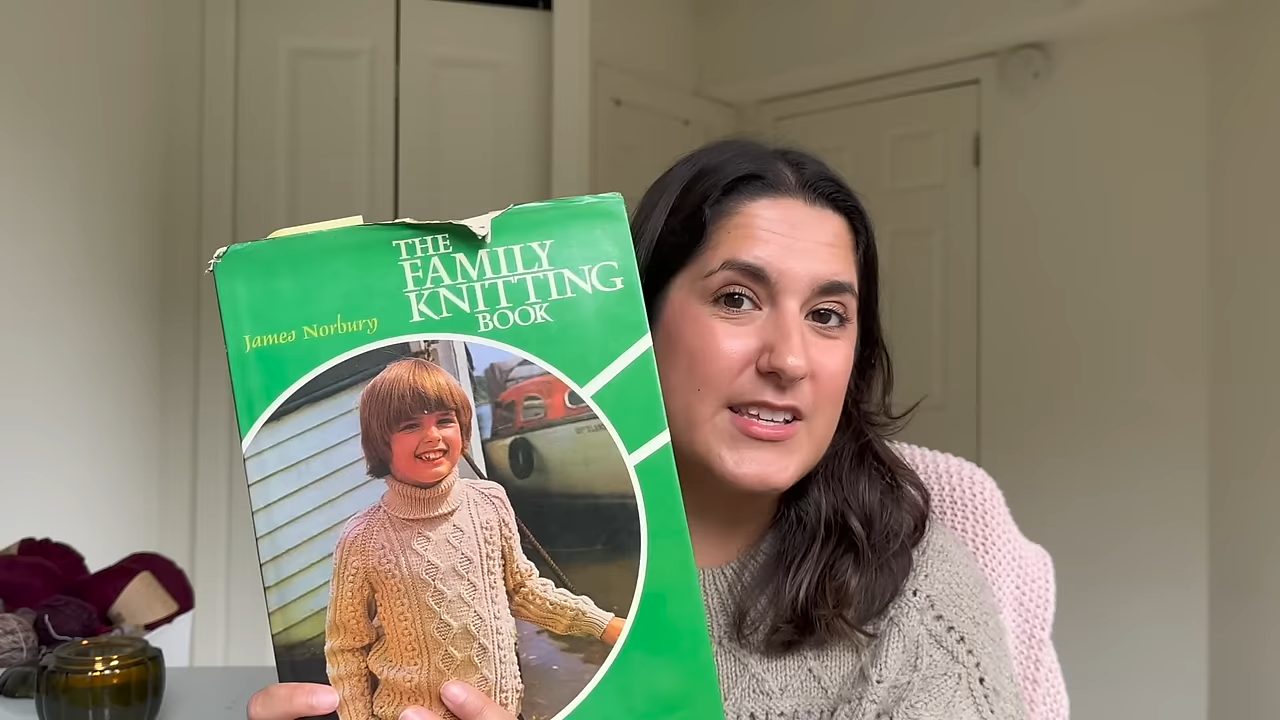 THE
FAMILY
KNITTING
BOOK
James Norbury